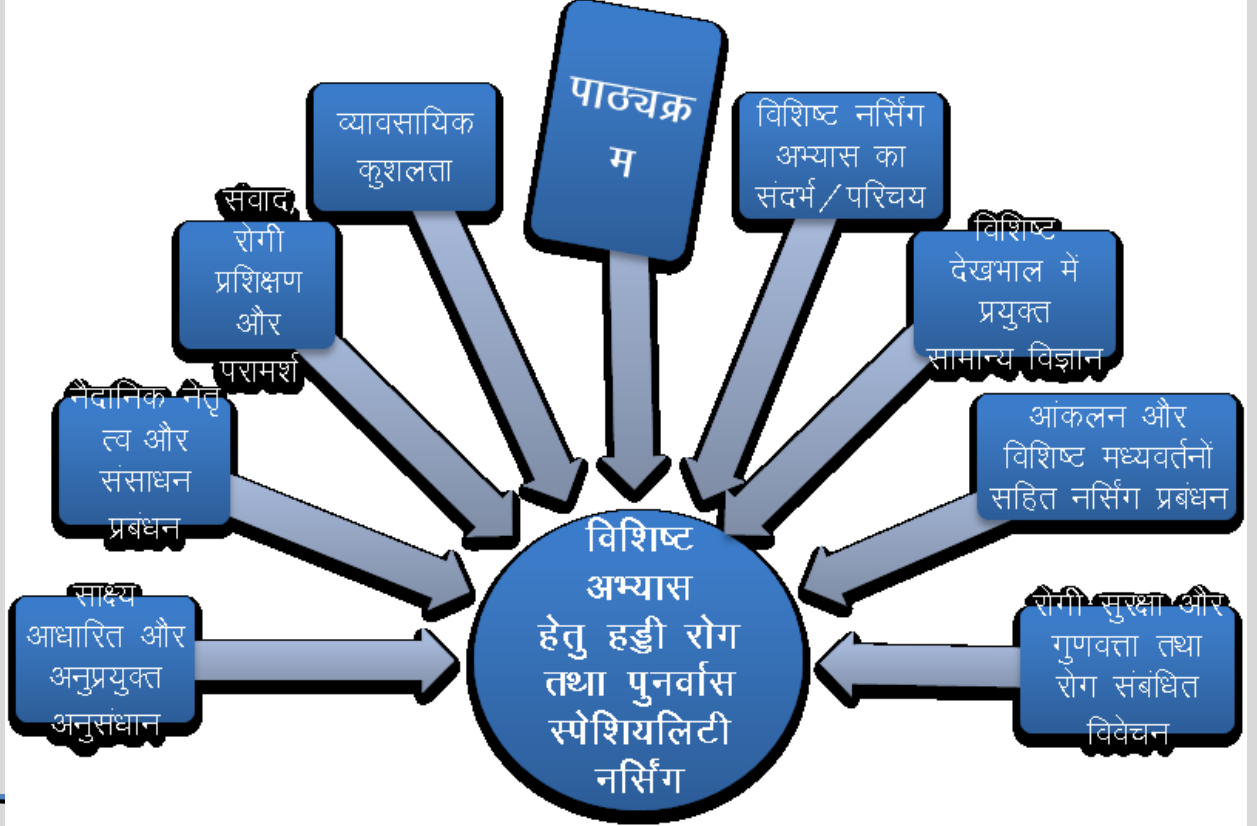 पाठ्यक्र
म
व्यावसायिक
कुशलता
विशिष्ट नर्सिंग
अभ्यास का
संदर्भ/परिचय
संवाद,
रोगी
प्रशिक्षण
और
परामर्श
विशिष्ट
देखभाल में
प्रयुक्त
सामान्य विज्ञान
नैदानिक नेतृ
त्व और
संसाधन
प्रबंधन
आंकलन और
विशिष्ट मध्यवर्तनों
सहित नर्सिंग प्रबंधन
साक्ष्य
आधारित और
अनुप्रयुक्त
अनुसंधान
रोगी सुरक्षा और
गुणवत्ता तथा
रोग संबंधित
विवेचन
विशिष्ट
अभ्यास
हेतु हड्डी रोग
तथा पुनर्वास
स्पेशियलिटी
नर्सिंग